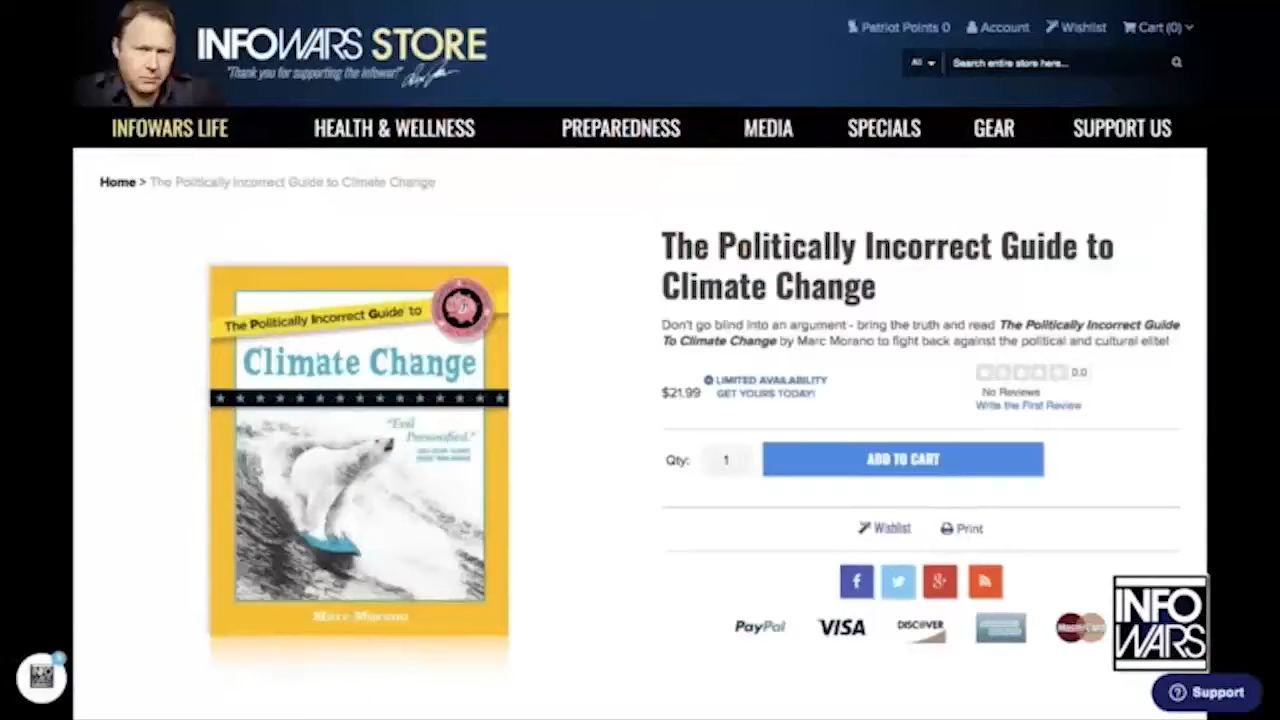 INFOWARS STORE
"Thank you for supporting the infowar"
Patriot Points 0
Account
Wishlist
Cart (0)
All
Search entire store here...
INFOWARS LIFE
HEALTH & WELLNESS
PREPAREDNESS
MEDIA
SPECIALS
GEAR
SUPPORT US
Home > The Politically Incorrect Guide to Climate Change
The Politically Incorrect Guide to
Climate Change
"Evil
Personified."
Marc Morano
The Politically Incorrect Guide to
Climate Change
Don't go blind into an argument - bring the truth and read The Politically Incorrect Guide
To Climate Change by Marc Morano to fight back against the political and cultural elite!
$21.99
LIMITED AVAILABILITY
GET YOURS TODAY!
0.0
No Reviews
Write the First Review
Qty:
1
ADD TO CART
Wishlist
Print
f
g+
PayPal
VISA
DISCOVER
MasterCard
INFO
WARS
INFO
WARS
Support